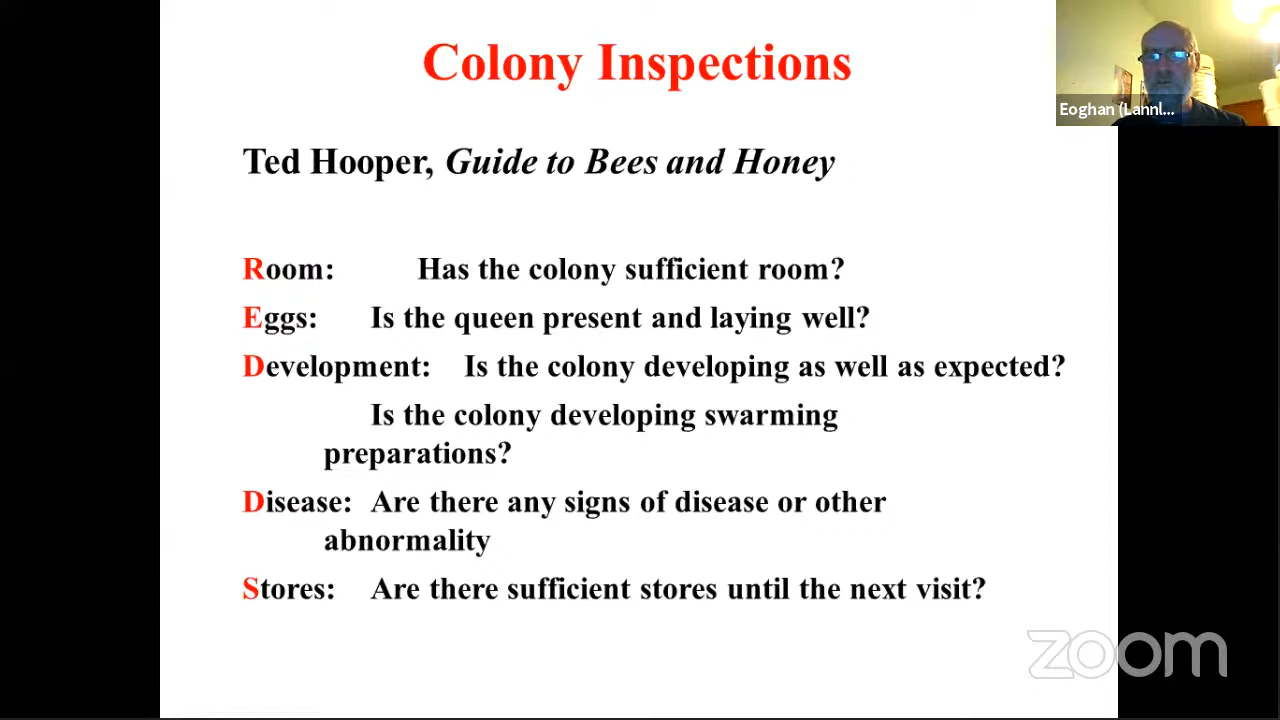 Colony Inspections
Eoghan (Lannl...
Ted Hooper, Guide to Bees and Honey
Room: Has the colony sufficient room?
Eggs: Is the queen present and laying well?
Development: Is the colony developing as well as expected?
Is the colony developing swarming
preparations?
Disease: Are there any signs of disease or other
abnormality
Stores: Are there sufficient stores until the next visit?
zoom